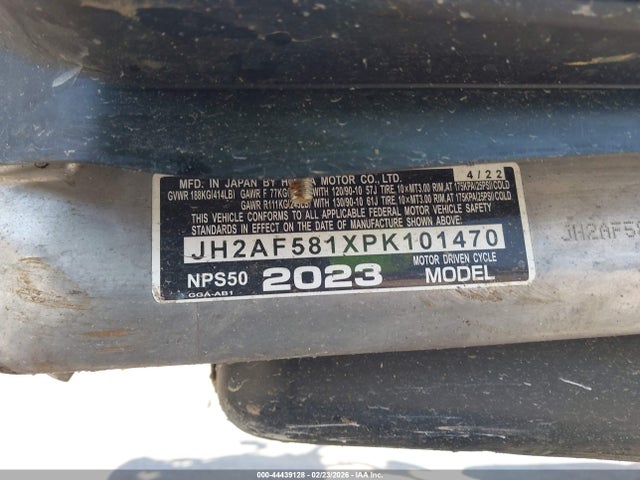 MFD. IN JAPAN BY MOTOR CO., LTD. 4/22
GVWR 188KG(414LB) GAWR F 77KG WITH 120/90-10 57J TIRE, 10×MT3.00 RIM, AT 175KPA(25PSI)COLD
GAWR R111KG WITH 130/90-10 61J TIRE, 10×MT3.00 RIM, AT 175KPA(25PSI)COLD
THIS VEHICLE CONFORMS TO ALL APPLICABLE FEDERAL MOTOR VEHICLE
SAFETY STANDARDS IN EFFECT ON THE DATE OF MANUFACTURE
SHOWN ABOVE.
JH2AF581XPK101470
NPS50 2023 MOTOR DRIVEN CYCLE
GGA-AB1 MODEL
JH2AF58
000-44439128 - 02/23/2026 - COPYRIGHT IAA, LLC